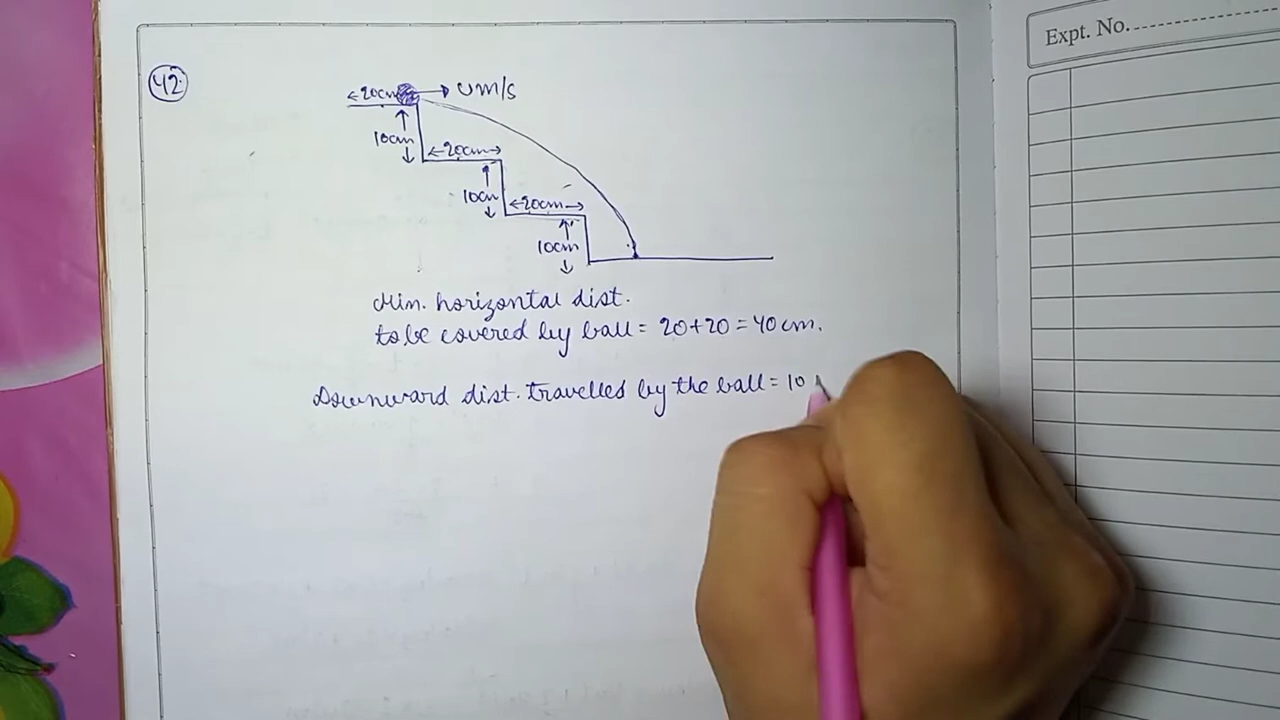 Expt. No.
42
20cm
u m/s
10cm
20cm
10cm
20cm
10cm
Min. horizontal dist.
to be covered by ball = 20+20 = 40 cm.
Downward dist. travelled by the ball = 10